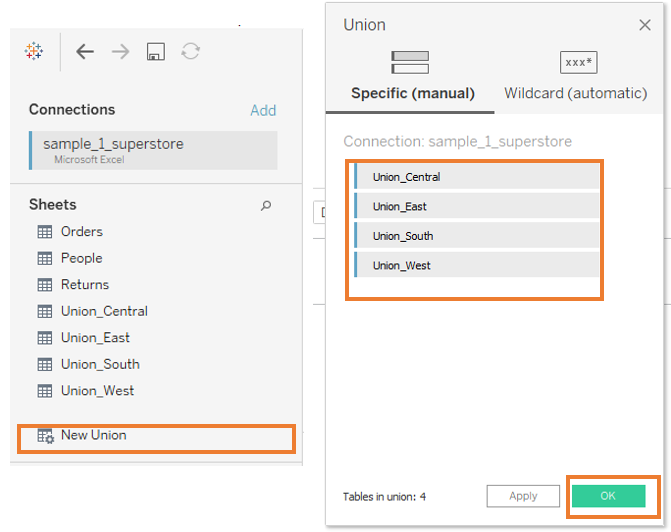 Connections
Add
sample_1_superstore
Microsoft Excel
Sheets
Orders
People
Returns
Union_Central
Union_East
Union_South
Union_West
New Union
Union
xxx*
Specific (manual)
Wildcard (automatic)
Connection: sample_1_superstore
Union_Central
Union_East
Union_South
Union_West
Tables in union: 4
Apply
OK